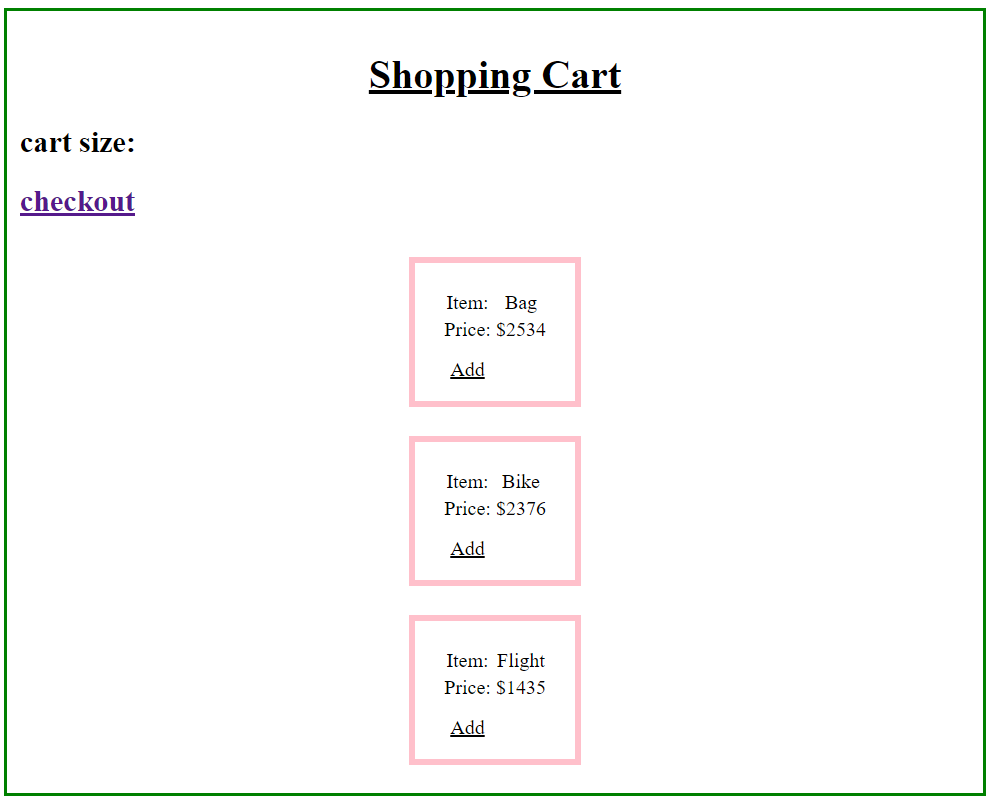 Shopping Cart
cart size:
checkout
Item: Bag
Price: $2534
Add
Item: Bike
Price: $2376
Add
Item: Flight
Price: $1435
Add